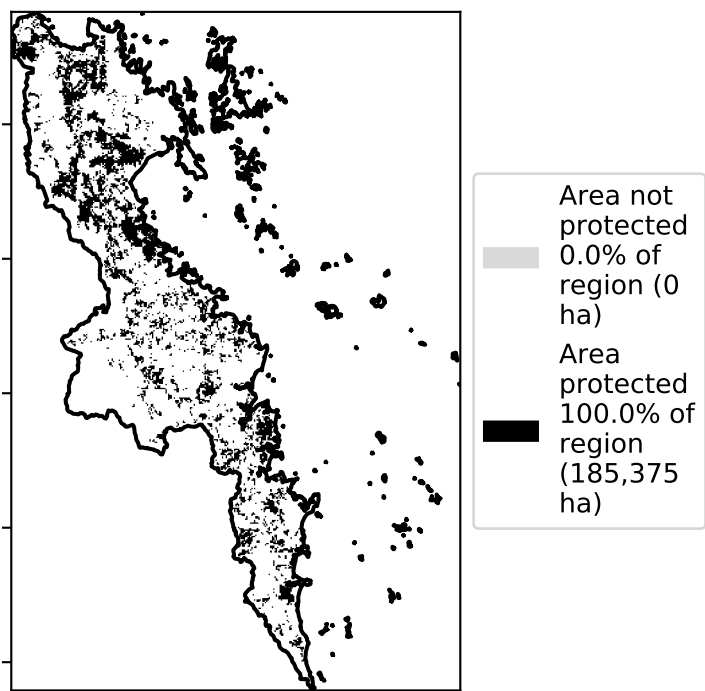 Area not
protected
0.0% of
region (0
ha)
Area
protected
100.0% of
region
(185,375
ha)